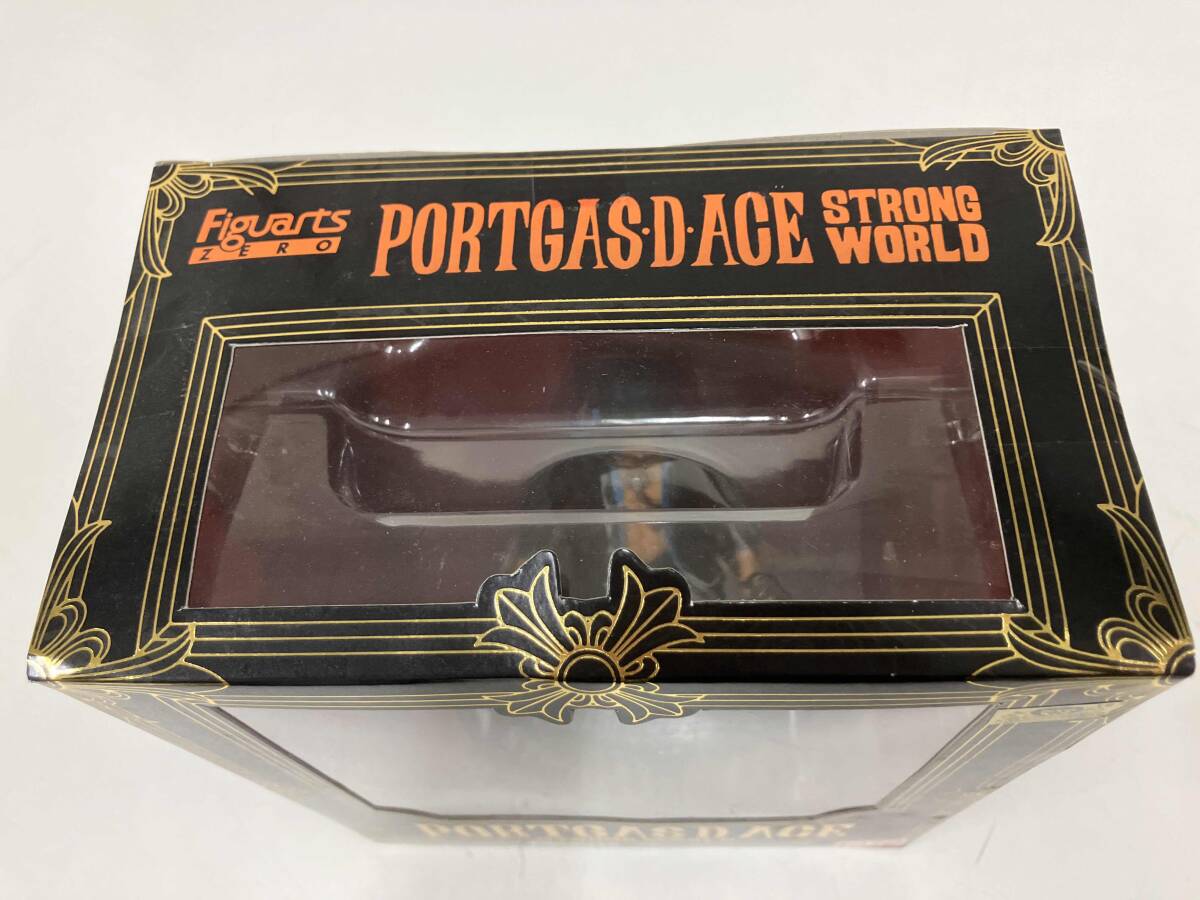 Figuarts
ZERO
PORTGAS·D·ACE
STRONG
WORLD
PORTGAS.D.ACE